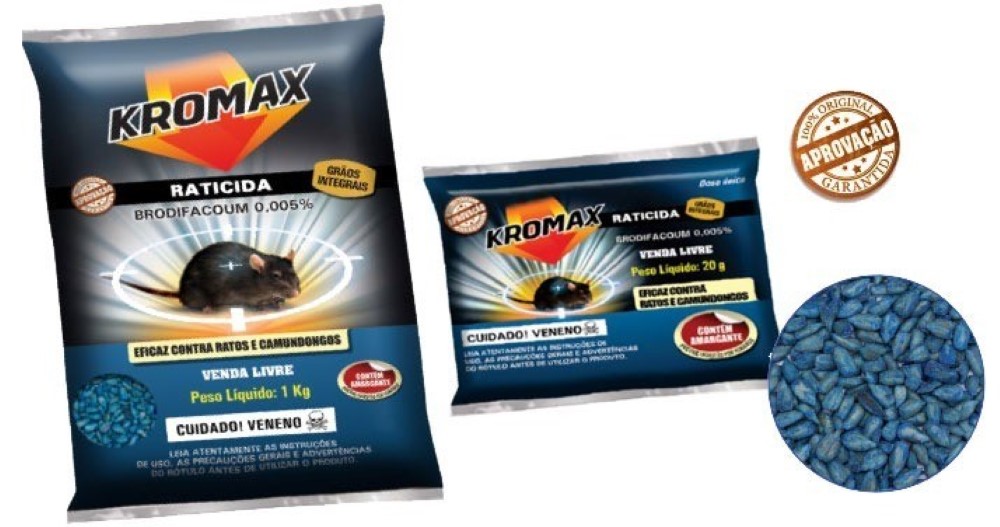 KROMAX
GRÃOS
INTEGRAIS
APROVAÇÃO
RATICIDA
BRODIFACOUM 0,005%
EFICAZ CONTRA RATOS E CAMUNDONGOS
VENDA LIVRE
Peso Líquido: 1 Kg
CONTÉM
AMARGANTE
CUIDADO! VENENO
LEIA ATENTAMENTE AS INSTRUÇÕES
DE USO, AS PRECAUÇÕES GERAIS E ADVERTÊNCIAS
DO RÓTULO ANTES DE UTILIZAR O PRODUTO.
Dose única
APROVAÇÃO
KROMAX RATICIDA
GRÃOS
INTEGRAIS
BRODIFACOUM 0,005%
VENDA LIVRE
Peso Líquido: 20 g
EFICAZ CONTRA
RATOS E CAMUNDONGOS
CUIDADO! VENENO
LEIA ATENTAMENTE AS INSTRUÇÕES DE
USO, AS PRECAUÇÕES GERAIS E ADVERTÊNCIAS
DO RÓTULO ANTES DE UTILIZAR O PRODUTO.
CONTÉM
AMARGANTE
100% ORIGINAL
APROVAÇÃO
GARANTIDA